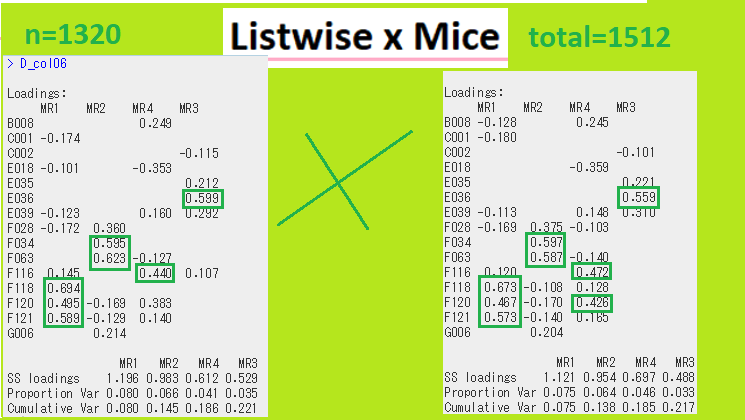 n=1320
Listwise x Mice
total=1512
> D_col06
Loadings:
MR1 MR2 MR4 MR3
B008 0.249
C001 -0.174
C002 -0.115
E018 -0.101 -0.353
E035 0.212
E036 0.599
E039 -0.123 0.160 0.292
F028 -0.172 0.360
F034 0.595
F063 0.623 -0.127
F116 0.145 0.440 0.107
F118 0.694
F120 0.495 -0.169 0.383
F121 0.589 -0.129 0.140
G006 0.214
MR1 MR2 MR4 MR3
SS loadings 1.196 0.983 0.612 0.529
Proportion Var 0.080 0.066 0.041 0.035
Cumulative Var 0.080 0.145 0.186 0.221
Loadings:
MR1 MR2 MR4 MR3
B008 -0.128 0.245
C001 -0.180
C002 -0.101
E018 -0.359
E035 0.221
E036 0.559
E039 -0.113 0.148 0.310
F028 -0.169 0.375 -0.103
F034 0.597
F063 0.587 -0.140
F116 0.120 0.472
F118 0.673 -0.108 0.128
F120 0.467 -0.170 0.426
F121 0.573 -0.140 0.165
G006 0.204
MR1 MR2 MR4 MR3
SS loadings 1.121 0.954 0.697 0.488
Proportion Var 0.075 0.064 0.046 0.033
Cumulative Var 0.075 0.138 0.185 0.217